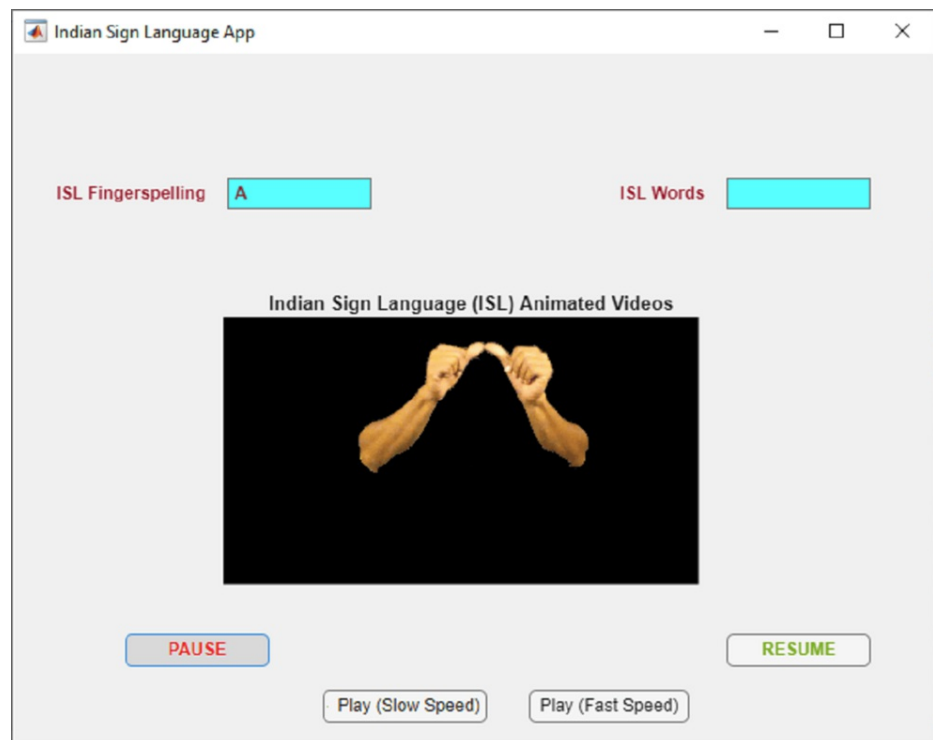 Indian Sign Language App
ISL Fingerspelling A ISL Words
Indian Sign Language (ISL) Animated Videos
PAUSE RESUME
Play (Slow Speed) Play (Fast Speed)